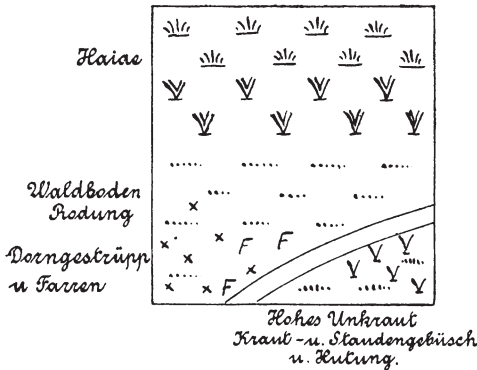 Haiae
Waldboden
Rodung
Dorngestrüpp
u Farren
F F
F
Hohes Unkraut
Kraut-u. Staudengebüsch
u. Hutung.